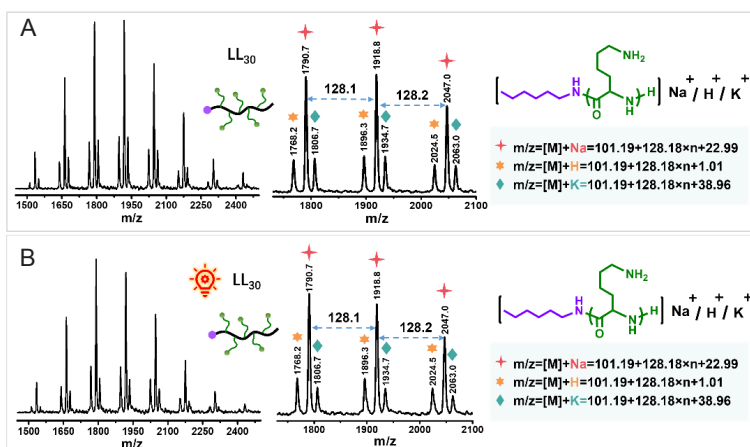 A
LL30
1768.2
1790.7
1806.7
128.1
1896.3
1918.8
1934.7
128.2
2024.5
2047.0
2063.0
1500 1650 1800 1950 2100 2250 2400
m/z
1800 1900 2000 2100
m/z
NH2
H
N
O
N
H
H
n
Na+/ H+/ K+
m/z=[M]+Na=101.19+128.18×n+22.99
m/z=[M]+H=101.19+128.18×n+1.01
m/z=[M]+K=101.19+128.18×n+38.96
B
LL30
1768.2
1790.7
1806.7
128.1
1896.3
1918.8
1934.7
128.2
2024.5
2047.0
2063.0
1500 1650 1800 1950 2100 2250 2400
m/z
1800 1900 2000 2100
m/z
NH2
H
N
O
N
H
H
n
Na+/ H+/ K+
m/z=[M]+Na=101.19+128.18×n+22.99
m/z=[M]+H=101.19+128.18×n+1.01
m/z=[M]+K=101.19+128.18×n+38.96